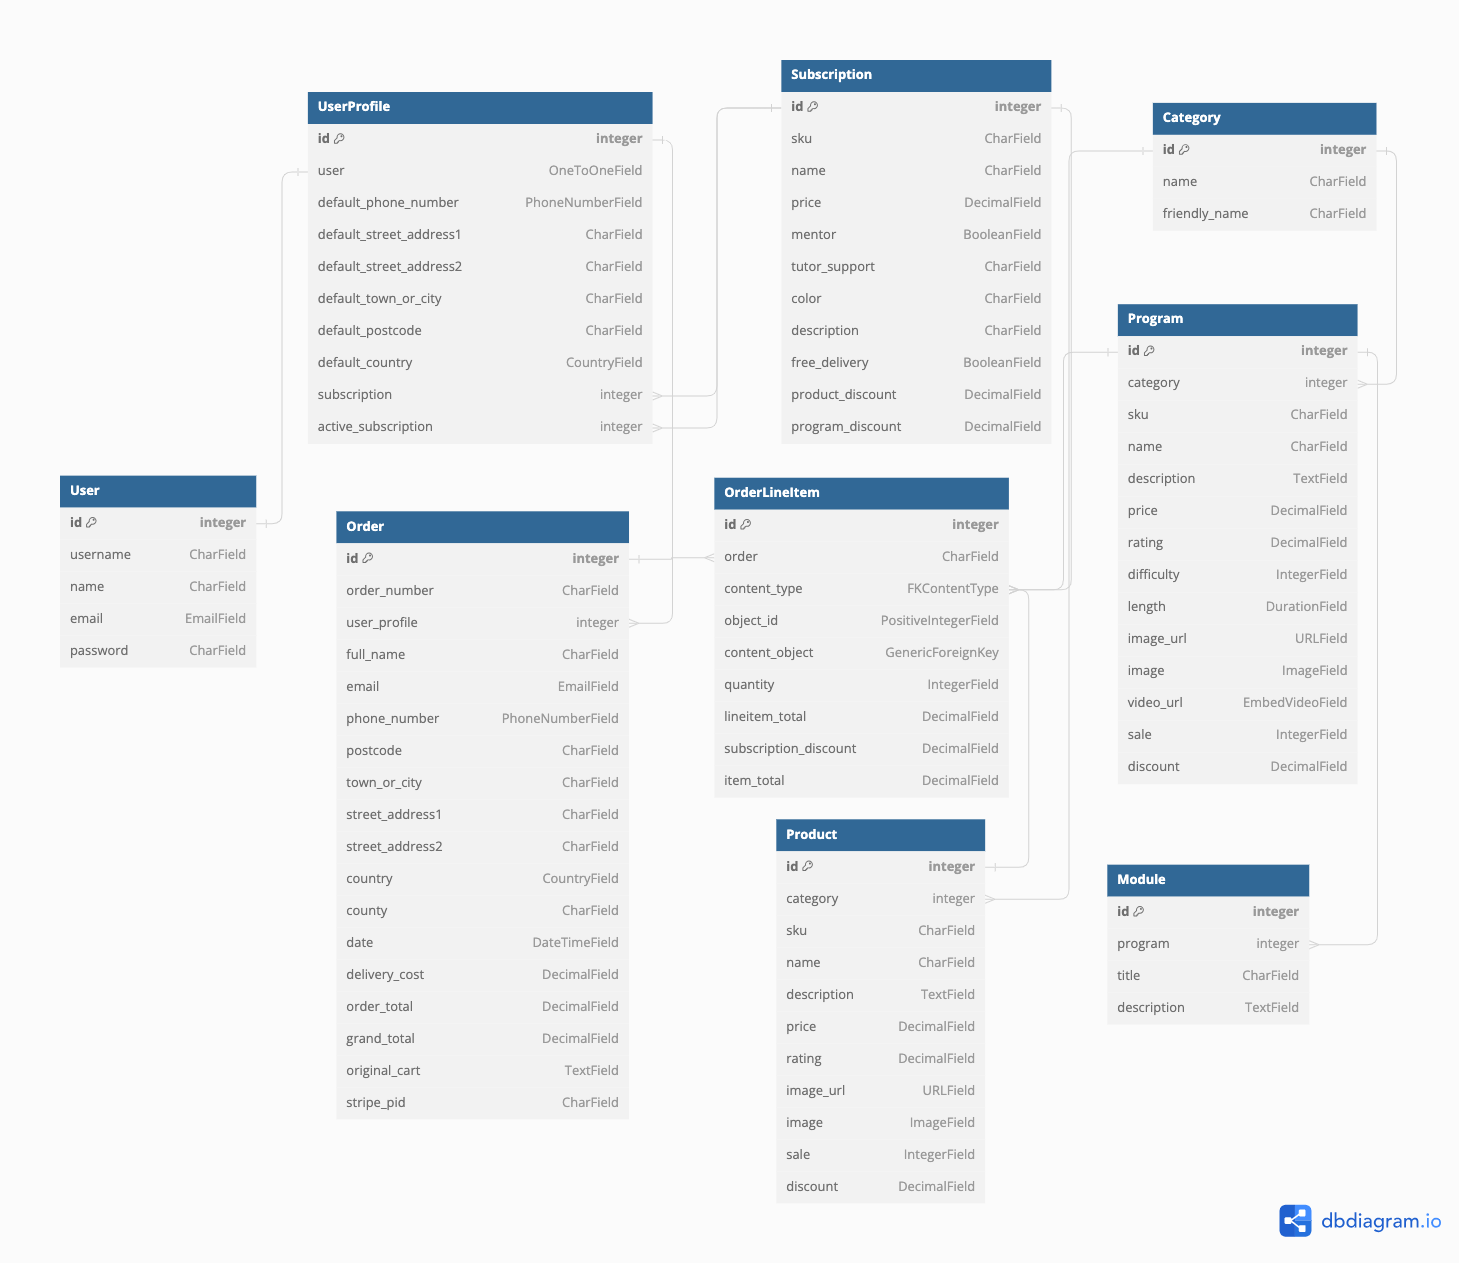 UserProfile
id integer
user OneToOneField
default_phone_number PhoneNumberField
default_street_address1 CharField
default_street_address2 CharField
default_town_or_city CharField
default_postcode CharField
default_country CountryField
subscription integer
active_subscription integer
Subscription
id integer
sku CharField
name CharField
price DecimalField
mentor BooleanField
tutor_support CharField
color CharField
description CharField
free_delivery BooleanField
product_discount DecimalField
program_discount DecimalField
Category
id integer
name CharField
friendly_name CharField
Program
id integer
category integer
sku CharField
name CharField
description TextField
price DecimalField
rating DecimalField
difficulty IntegerField
length DurationField
image_url URLField
image ImageField
video_url EmbedVideoField
sale IntegerField
discount DecimalField
User
id integer
username CharField
name CharField
email EmailField
password CharField
Order
id integer
order_number CharField
user_profile integer
full_name CharField
email EmailField
phone_number PhoneNumberField
postcode CharField
town_or_city CharField
street_address1 CharField
street_address2 CharField
country CountryField
county CharField
date DateTimeField
delivery_cost DecimalField
order_total DecimalField
grand_total DecimalField
original_cart TextField
stripe_pid CharField
OrderLineItem
id integer
order CharField
content_type FKContentType
object_id PositiveIntegerField
content_object GenericForeignKey
quantity IntegerField
lineitem_total DecimalField
subscription_discount DecimalField
item_total DecimalField
Product
id integer
category integer
sku CharField
name CharField
description TextField
price DecimalField
rating DecimalField
image_url URLField
image ImageField
sale IntegerField
discount DecimalField
Module
id integer
program integer
title CharField
description TextField
dbdiagram.io